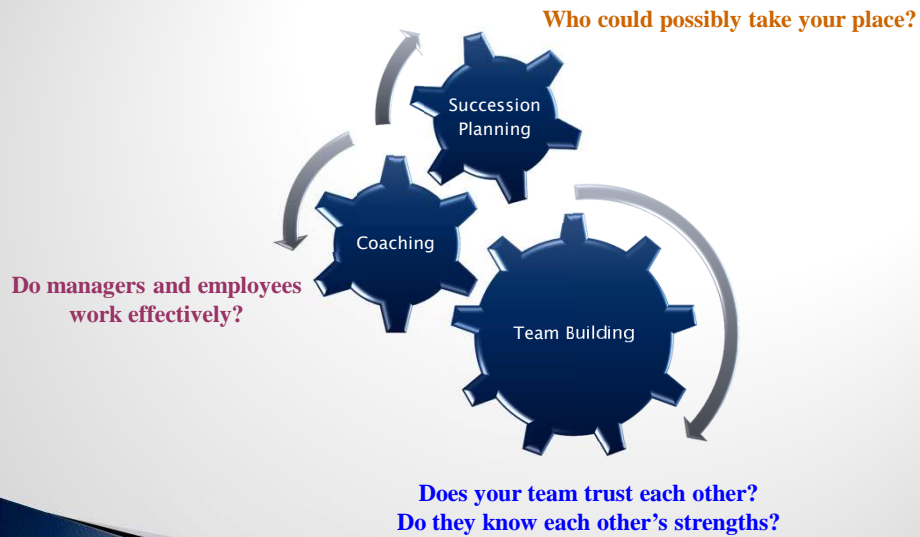 Who could possibly take your place?
Succession
Planning
Coaching
Do managers and employees
work effectively?
Team Building
Does your team trust each other?
Do they know each other’s strengths?